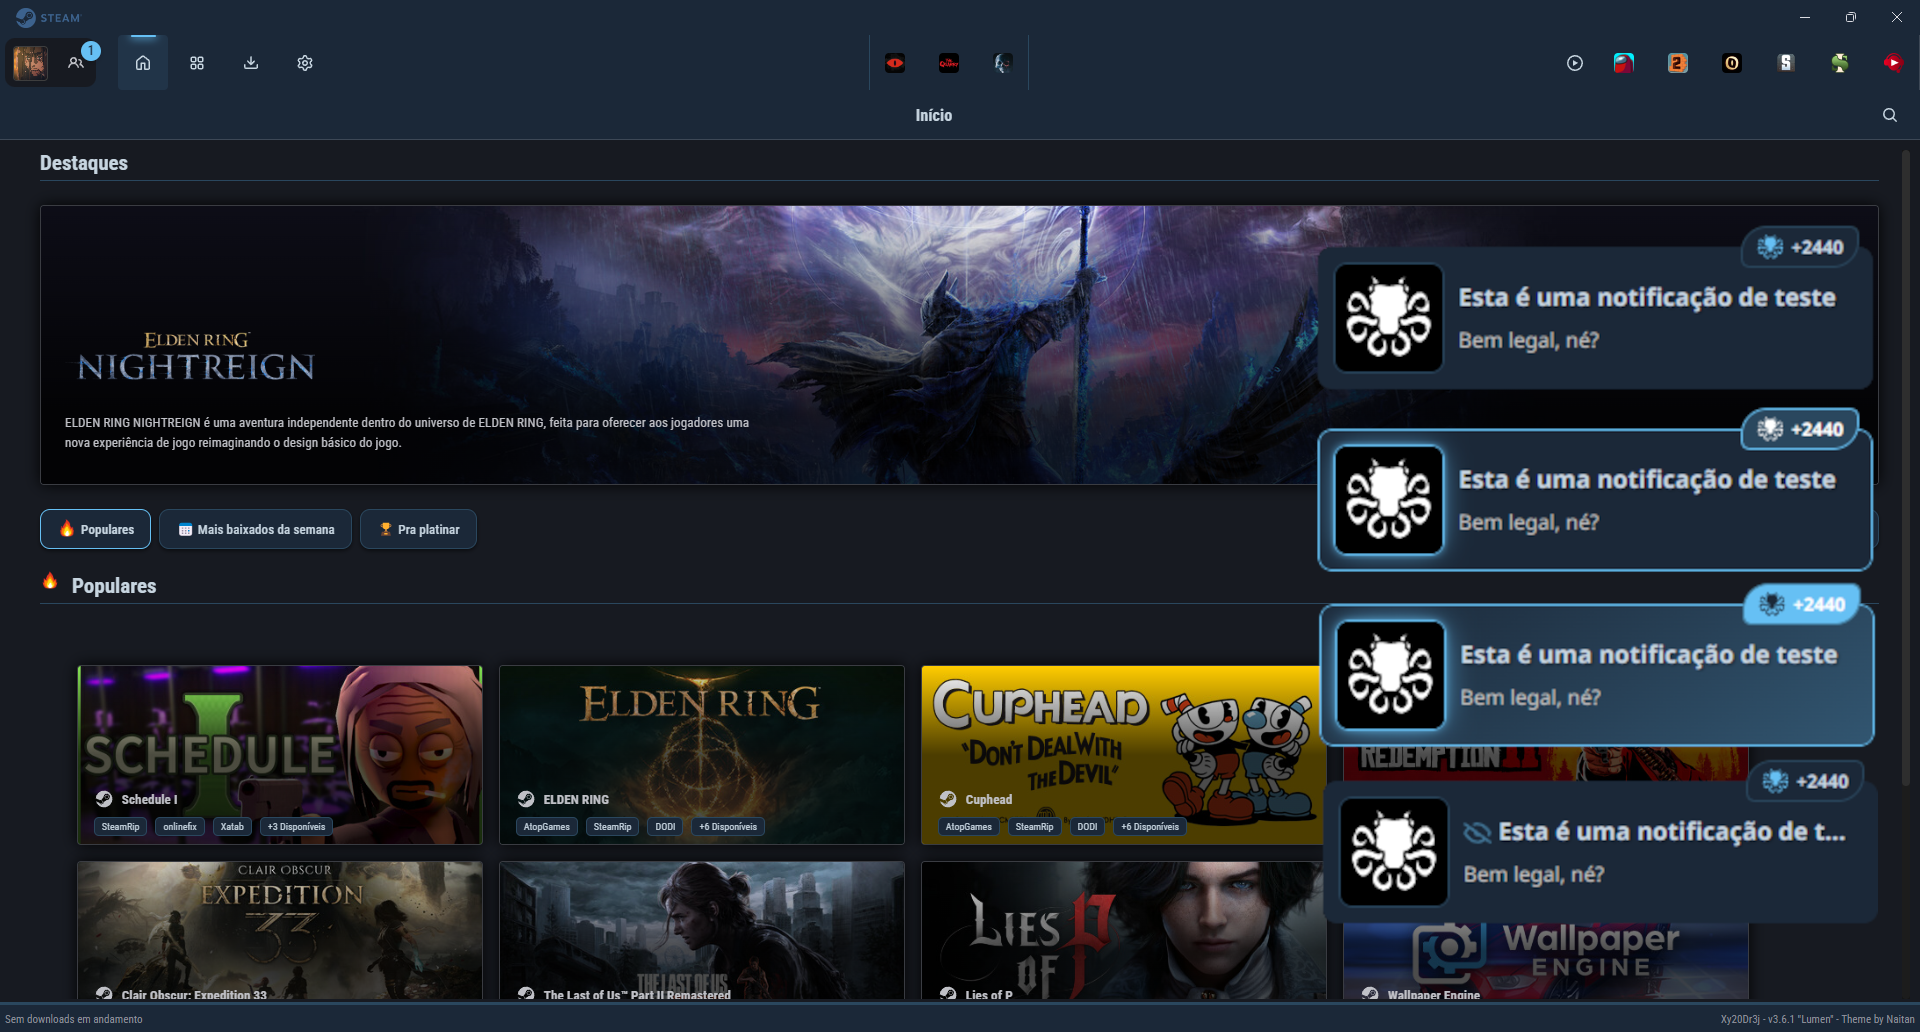 STEAM
1
Início
Destaques
ELDEN RING
NIGHTREIGN
ELDEN RING NIGHTREIGN é uma aventura independente dentro do universo de ELDEN RING, feita para oferecer aos jogadores uma
nova experiência de jogo reimaginando o design básico do jogo.
+2440
Esta é uma notificação de teste
Bem legal, né?
+2440
Esta é uma notificação de teste
Bem legal, né?
Populares
Mais baixados da semana
Pra platinar
Populares
+2440
Esta é uma notificação de teste
Bem legal, né?
SCHEDULE I
Schedule I
SteamRip
onlinefix
Xatab
+3 Disponíveis
ELDEN RING
ELDEN RING
AtopGames
SteamRip
DODI
+6 Disponíveis
CUPHEAD
"DON'T DEAL WITH
THE DEVIL"
Cuphead
AtopGames
SteamRip
DODI
+6 Disponíveis
REDEMPTION II
+2440
Esta é uma notificação de t...
Bem legal, né?
CLAIR OBSCUR
EXPEDITION
33
Clair Obscur: Expedition 33
THE LAST OF US
The Last of Us™ Part II Remastered
LIES
OF P
Lies of P
Wallpaper
ENGINE
Wallpaper Engine
Sem downloads em andamento
Xy20Dr3j - v3.6.1 "Lumen" - Theme by Naitan